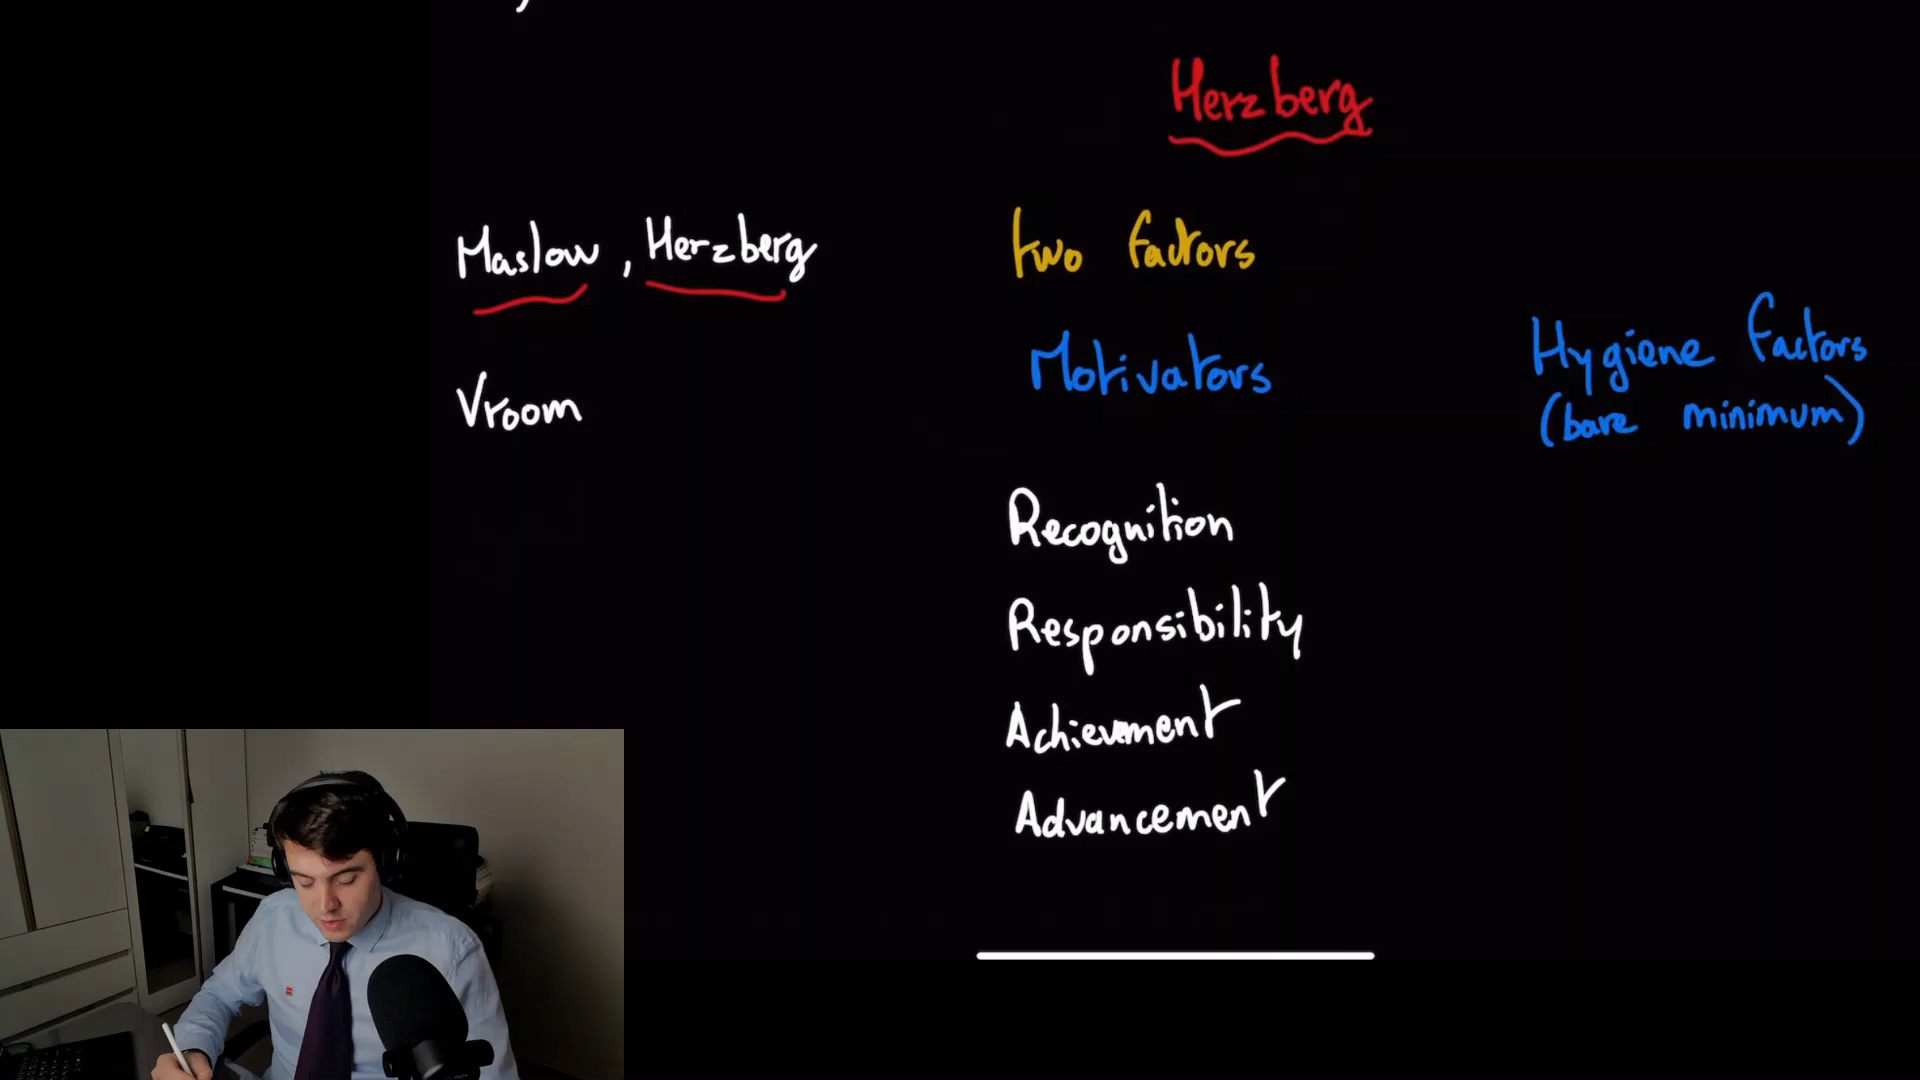 Herzberg
Maslow, Herzberg
Vroom
two factors
Motivators
Hygiene factors
(bare minimum)
Recognition
Responsibility
Achievement
Advancement